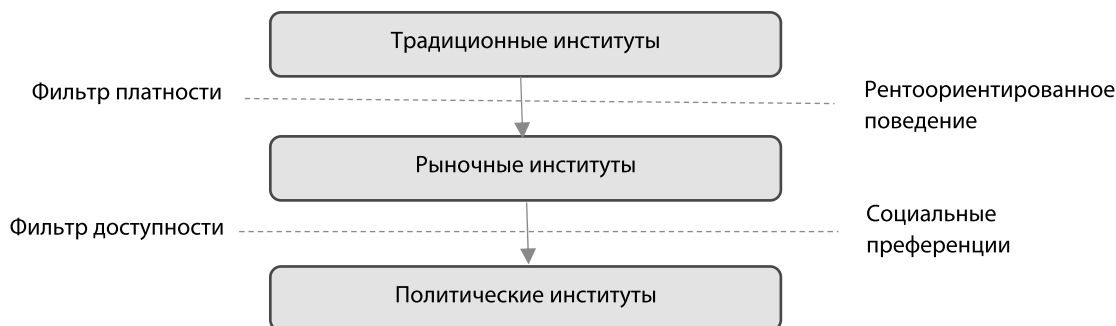 Традиционные институты
Фильтр платности
Рентоориентированное
поведение
Рыночные институты
Фильтр доступности
Социальные
преференции
Политические институты